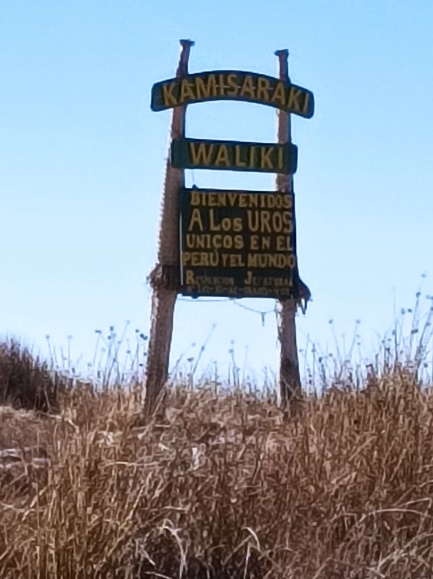 KAMISARAKI
WALIKI
BIENVENIDOS
A Los UROS
UNICOS EN EL
PERÚ Y EL MUNDO